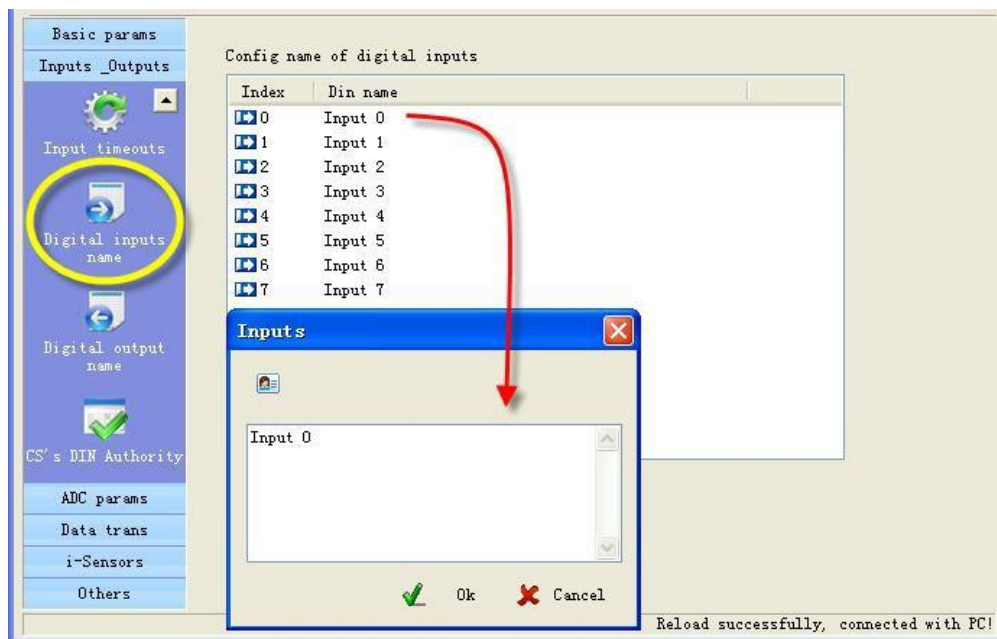 Basic params
Inputs _Outputs
Input timeouts
Digital inputs
name
Digital output
name
CS's DIN Authority
ADC params
Data trans
i-Sensors
Others
Config name of digital inputs
Index Din name
0 Input 0
1 Input 1
2 Input 2
3 Input 3
4 Input 4
5 Input 5
6 Input 6
7 Input 7
Inputs
Input 0
Ok Cancel
Reload successfully, connected with PC!